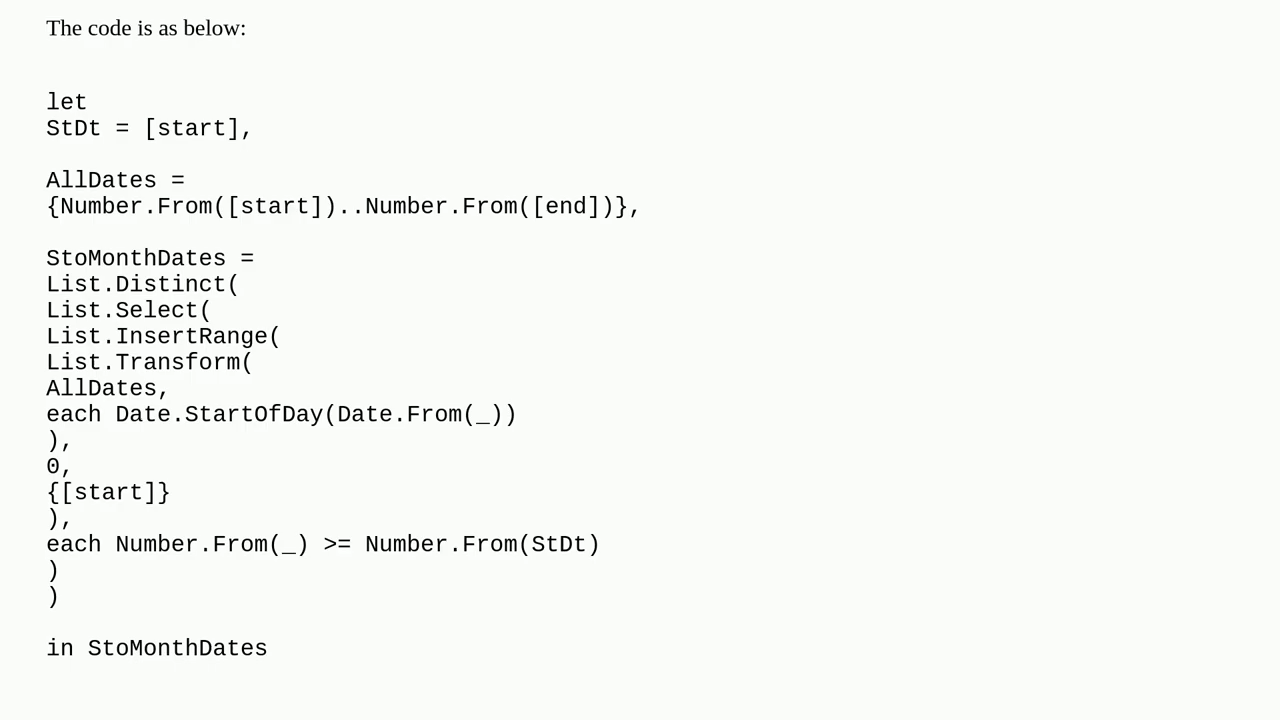 The code is as below:
let
StDt = [start],
AllDates =
{Number.From([start])..Number.From([end])},
StoMonthDates =
List.Distinct(
List.Select(
List.InsertRange(
List.Transform(
AllDates,
each Date.StartOfDay(Date.From(_))
),
0,
{[start]}
),
each Number.From(_) >= Number.From(StDt)
)
)
in StoMonthDates